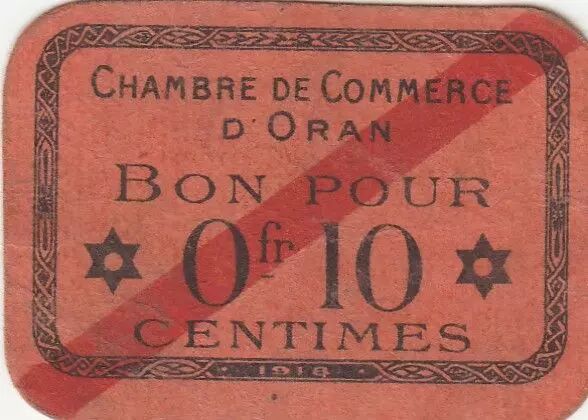 CHAMBRE DE COMMERCE
D'ORAN
BON POUR
0fr 10
CENTIMES
1918